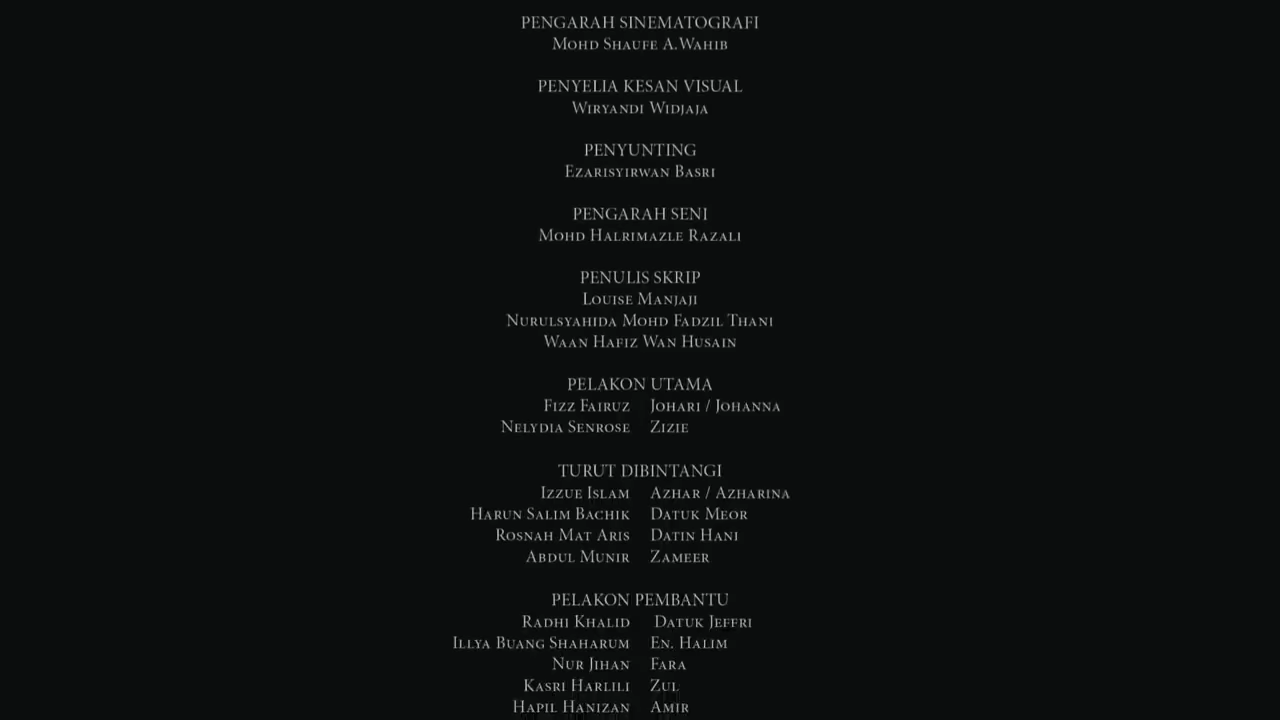 PENGARAH SINEMATOGRAFI
Mohd Shaufe A.Wahib
PENYELIA KESAN VISUAL
Wiryandi Widjaja
PENYUNTING
Ezarisyirwan Basri
PENGARAH SENI
Mohd Halrimazle Razali
PENULIS SKRIP
Louise Manjaji
Nurulsyahida Mohd Fadzil Thani
Waan Hafiz Wan Husain
PELAKON UTAMA
Fizz Fairuz Johari / Johanna
Nelydia Senrose Zizie
TURUT DIBINTANGI
Izzue Islam Azhar / Azharina
Harun Salim Bachik Datuk Meor
Rosnah Mat Aris Datin Hani
Abdul Munir Zameer
PELAKON PEMBANTU
Radhi Khalid Datuk Jeffri
Illya Buang Shaharum En. Halim
Nur Jihan Fara
Kasri Harlili Zul
Hapil Hanizan Amir